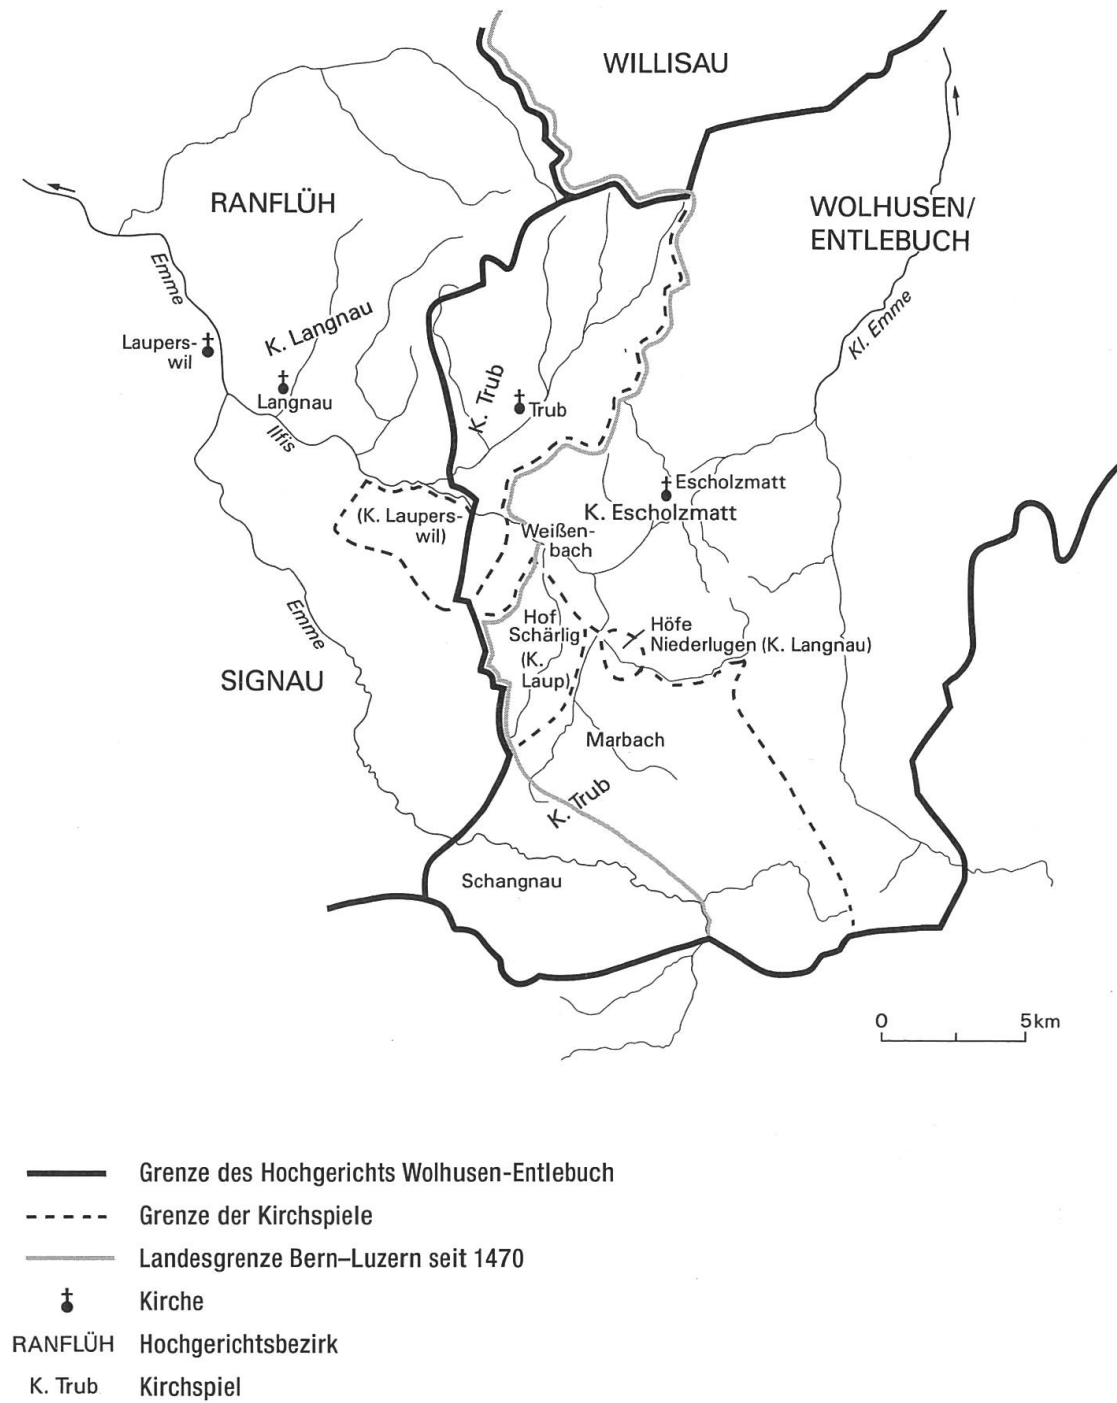 WILLISAU
RANFLÜH
WOLHUSEN/
ENTLEBUCH
Emme
Laupers-
wil
K. Langnau
Langnau
Ilfis
Kl. Emme
K. Trub
Trub
Escholzmatt
K. Escholzmatt
(K. Laupers-
wil)
Weißen-
bach
Emme
Hof
Schärlig
(K.
Laup)
Höfe
Niederlugen (K. Langnau)
SIGNAU
Marbach
K. Trub
Schangnau
0 5km
Grenze des Hochgerichts Wolhusen-Entlebuch
Grenze der Kirchspiele
Landesgrenze Bern–Luzern seit 1470
Kirche
RANFLÜH Hochgerichtsbezirk
K. Trub Kirchspiel